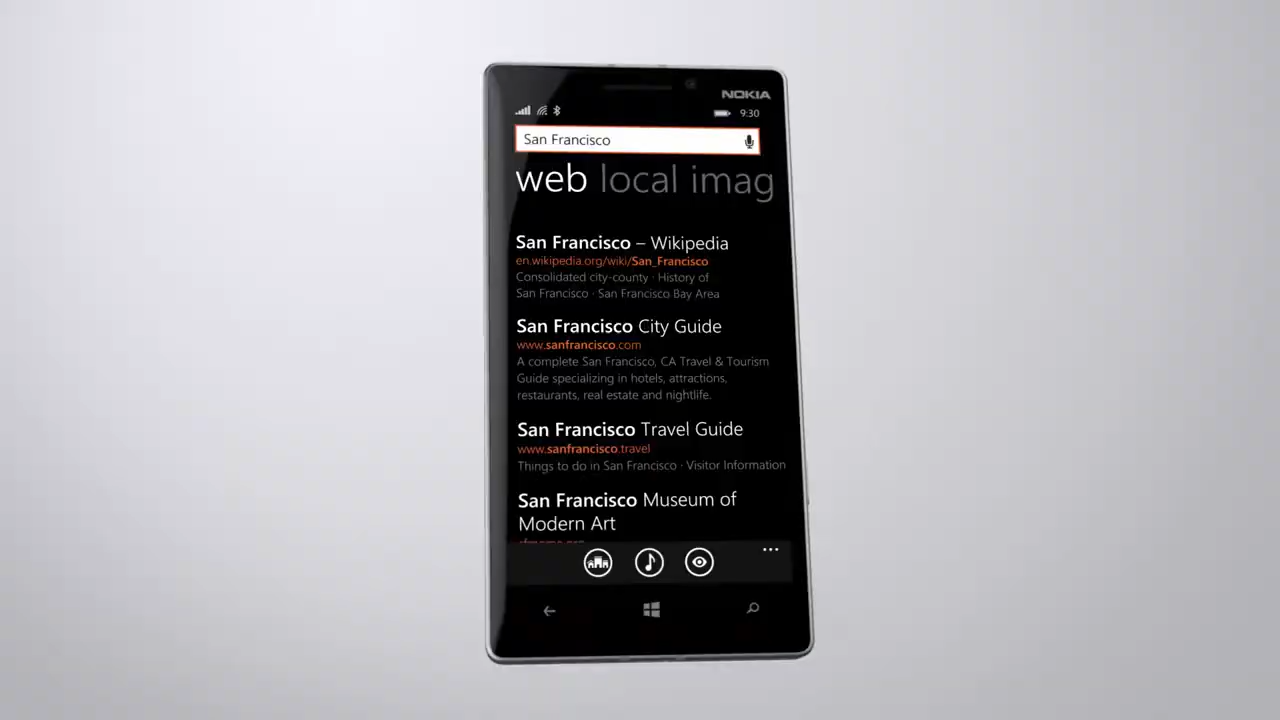 NOKIA
9:30
San Francisco
web local imag
San Francisco – Wikipedia
en.wikipedia.org/wiki/San_Francisco
Consolidated city-county · History of
San Francisco · San Francisco Bay Area
San Francisco City Guide
www.sanfrancisco.com
A complete San Francisco, CA Travel & Tourism
Guide specializing in hotels, attractions,
restaurants, real estate and nightlife.
San Francisco Travel Guide
www.sanfrancisco.travel
Things to do in San Francisco · Visitor Information
San Francisco Museum of
Modern Art